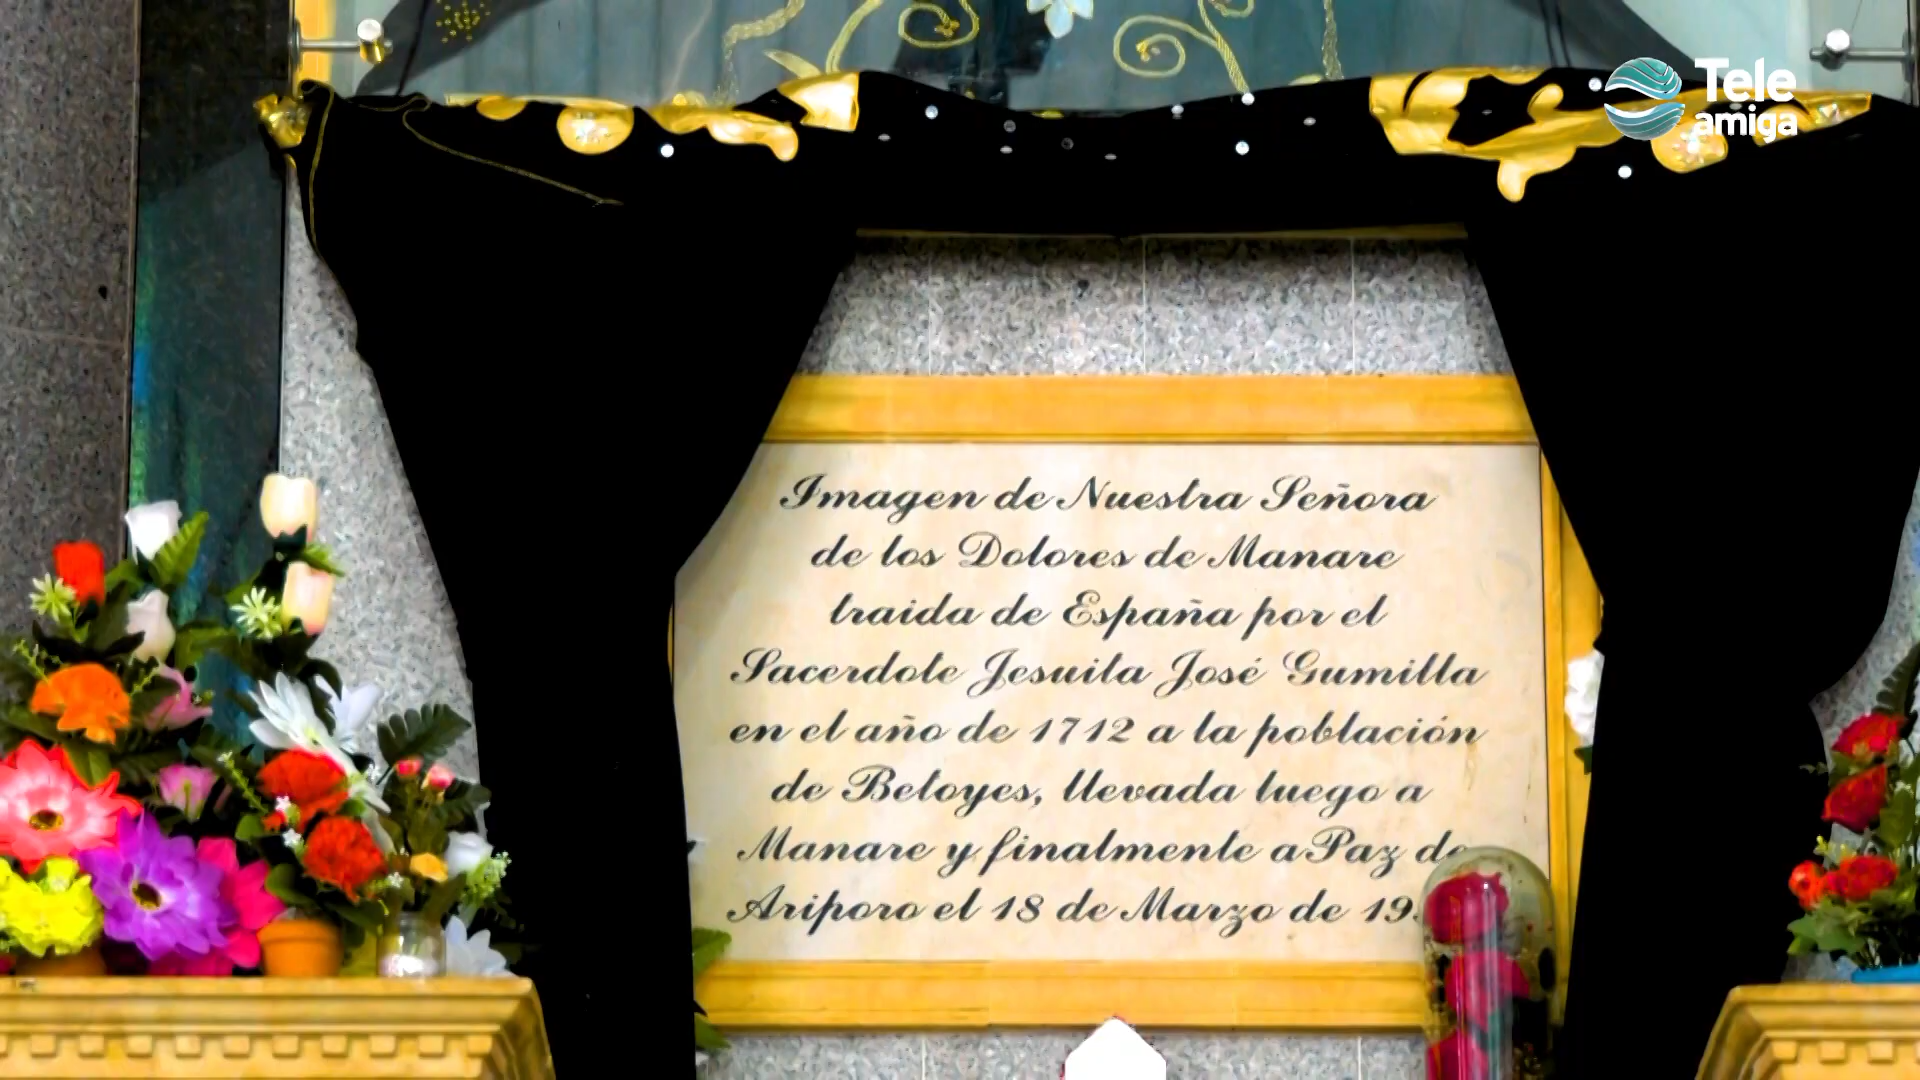 Tele
amiga
Imagen de Nuestra Señora
de los Dolores de Manare
traida de España por el
Sacerdote Jesuita José Gumilla
en el año de 1712 a la población
de Betoyes, llevada luego a
Manare y finalmente a Paz de
Ariporo el 18 de Marzo de